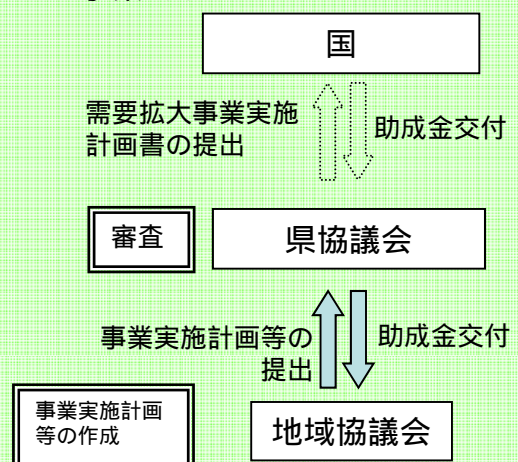 国
需要拡大事業実施
計画書の提出
助成金交付
審査
県協議会
事業実施計画等の
提出
助成金交付
事業実施計画
等の作成
地域協議会